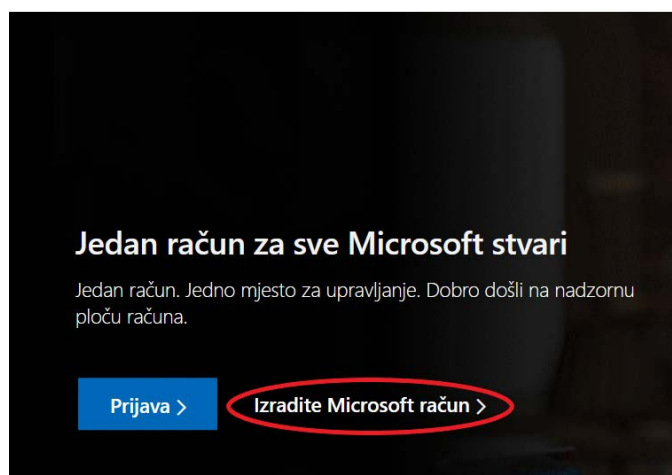 Jedan račun za sve Microsoft stvari
Jedan račun. Jedno mjesto za upravljanje. Dobro došli na nadzornu
ploču računa.
Prijava >
Izradite Microsoft račun >